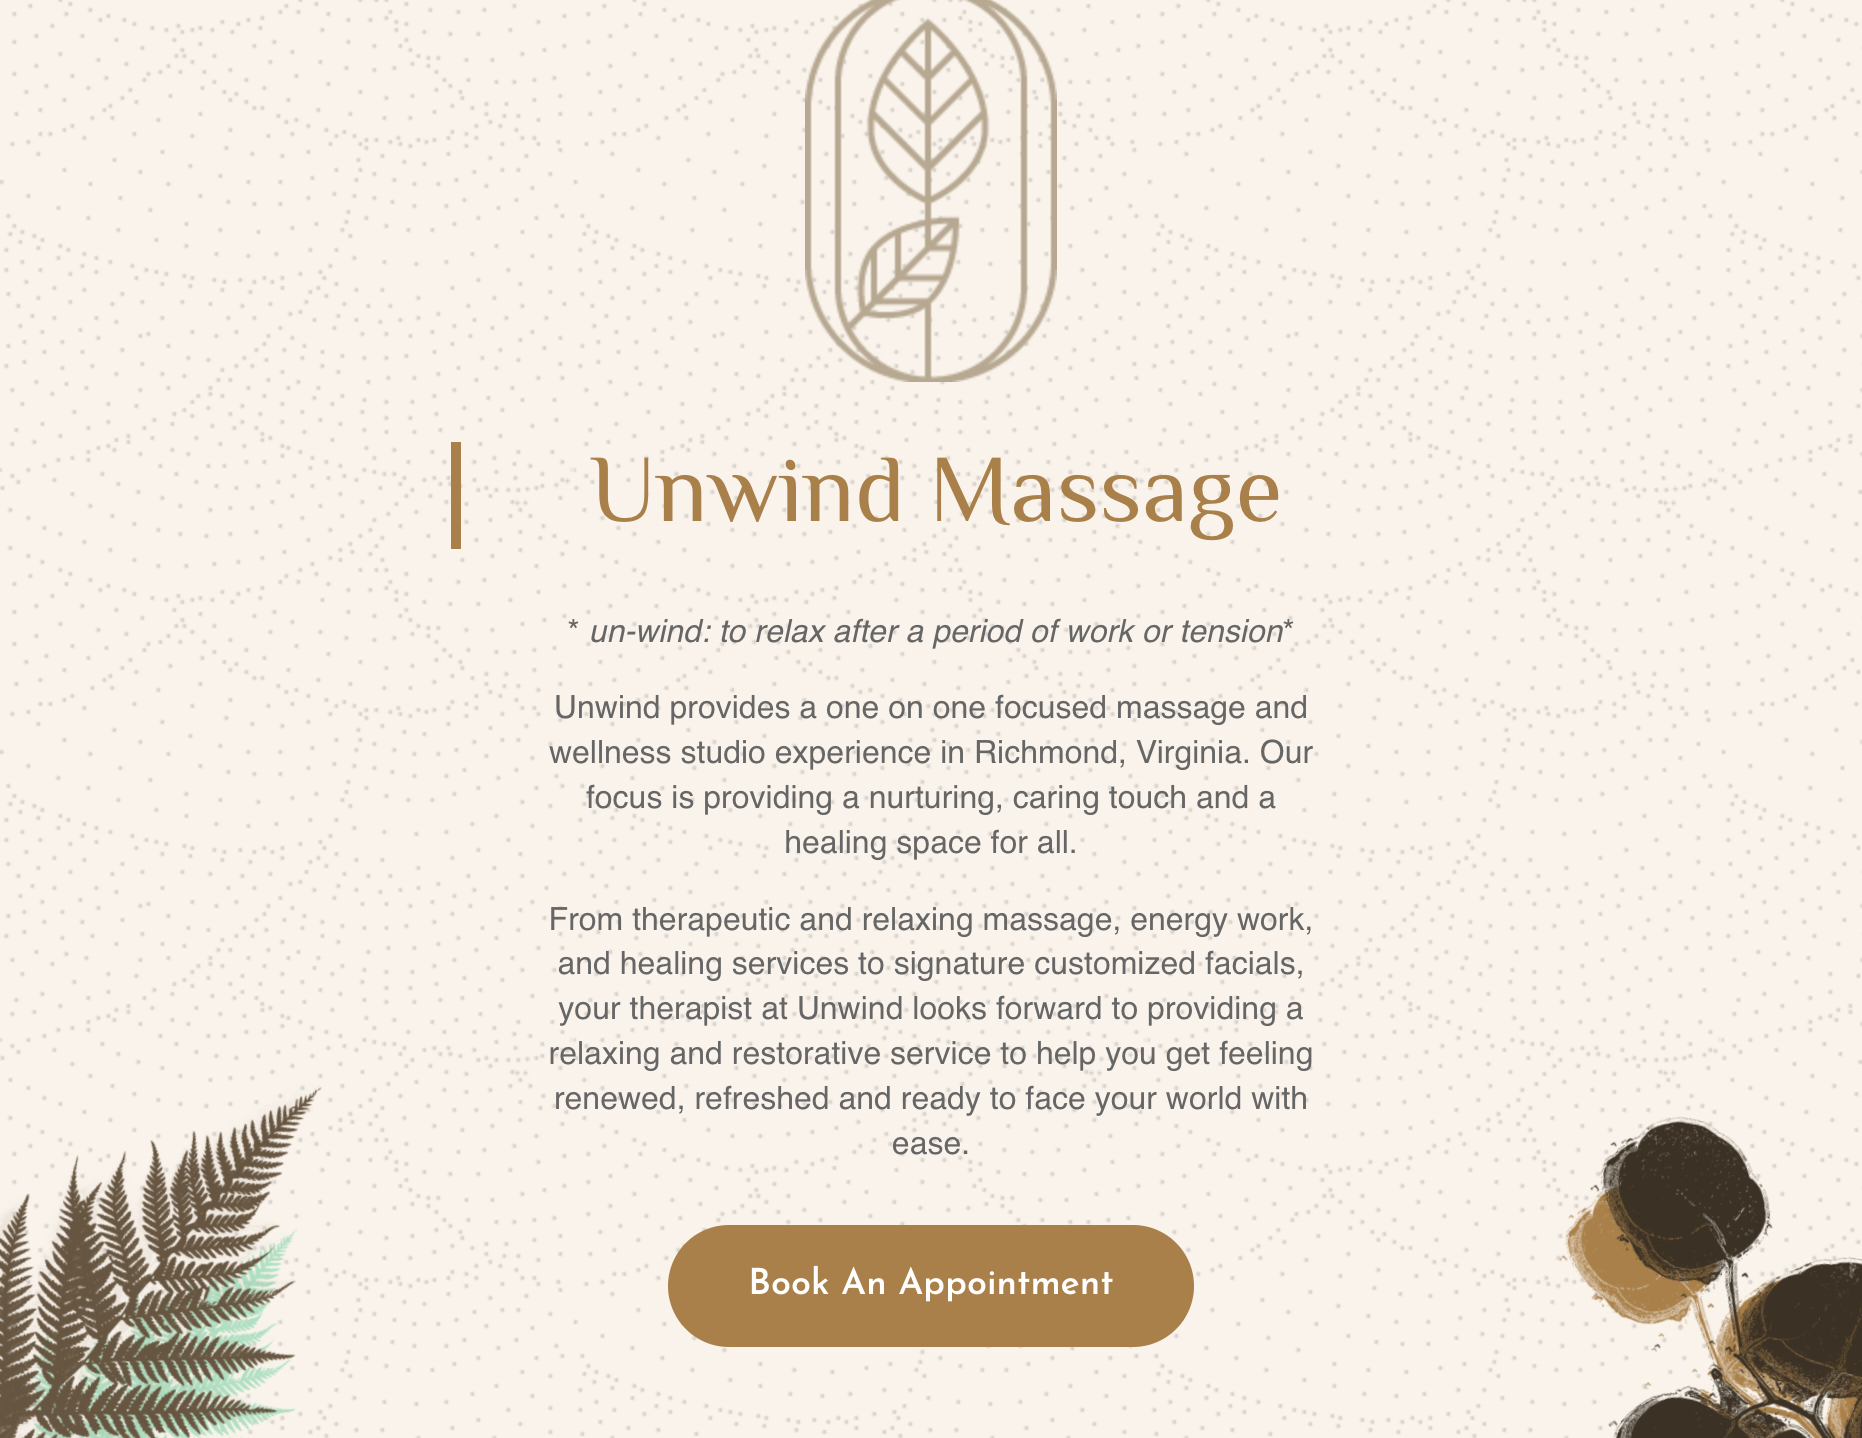 Unwind Massage
* un-wind: to relax after a period of work or tension*
Unwind provides a one on one focused massage and
wellness studio experience in Richmond, Virginia. Our
focus is providing a nurturing, caring touch and a
healing space for all.
From therapeutic and relaxing massage, energy work,
and healing services to signature customized facials,
your therapist at Unwind looks forward to providing a
relaxing and restorative service to help you get feeling
renewed, refreshed and ready to face your world with
ease.
Book An Appointment